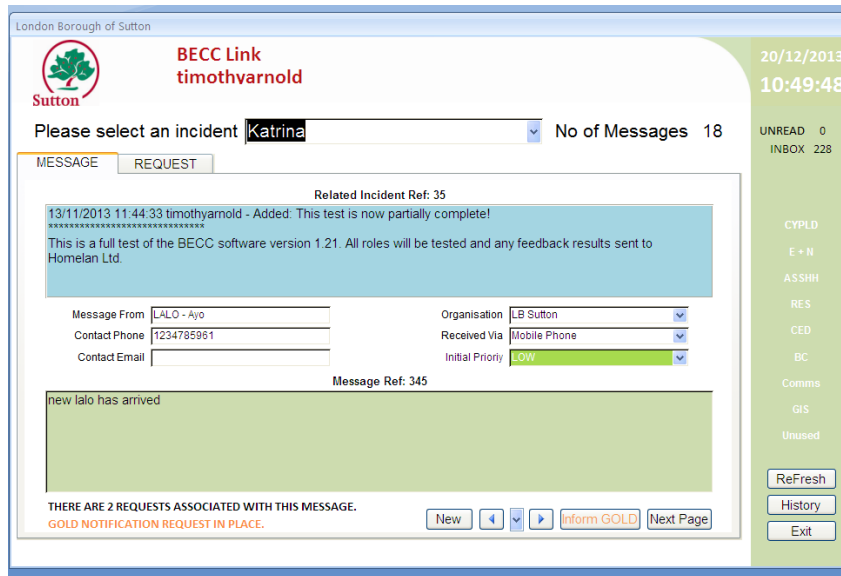 London Borough of Sutton
Sutton
BECC Link
timothyarnold
20/12/2013
10:49:48
Please select an incident Katrina No of Messages 18
UNREAD 0
INBOX 228
MESSAGE REQUEST
Related Incident Ref: 35
13/11/2013 11:44:33 timothyarnold - Added: This test is now partially complete!
******************************
This is a full test of the BECC software version 1.21. All roles will be tested and any feedback results sent to
Homelan Ltd.
Message From LALO - Ayo Organisation LB Sutton
Contact Phone 1234785961 Received Via Mobile Phone
Contact Email Initial Prioriy LOW
Message Ref: 345
new lalo has arrived
THERE ARE 2 REQUESTS ASSOCIATED WITH THIS MESSAGE.
GOLD NOTIFICATION REQUEST IN PLACE.
New Inform GOLD Next Page
CYPLD
E + N
ASSHH
RES
CED
BC
Comms
GIS
Unused
ReFresh
History
Exit